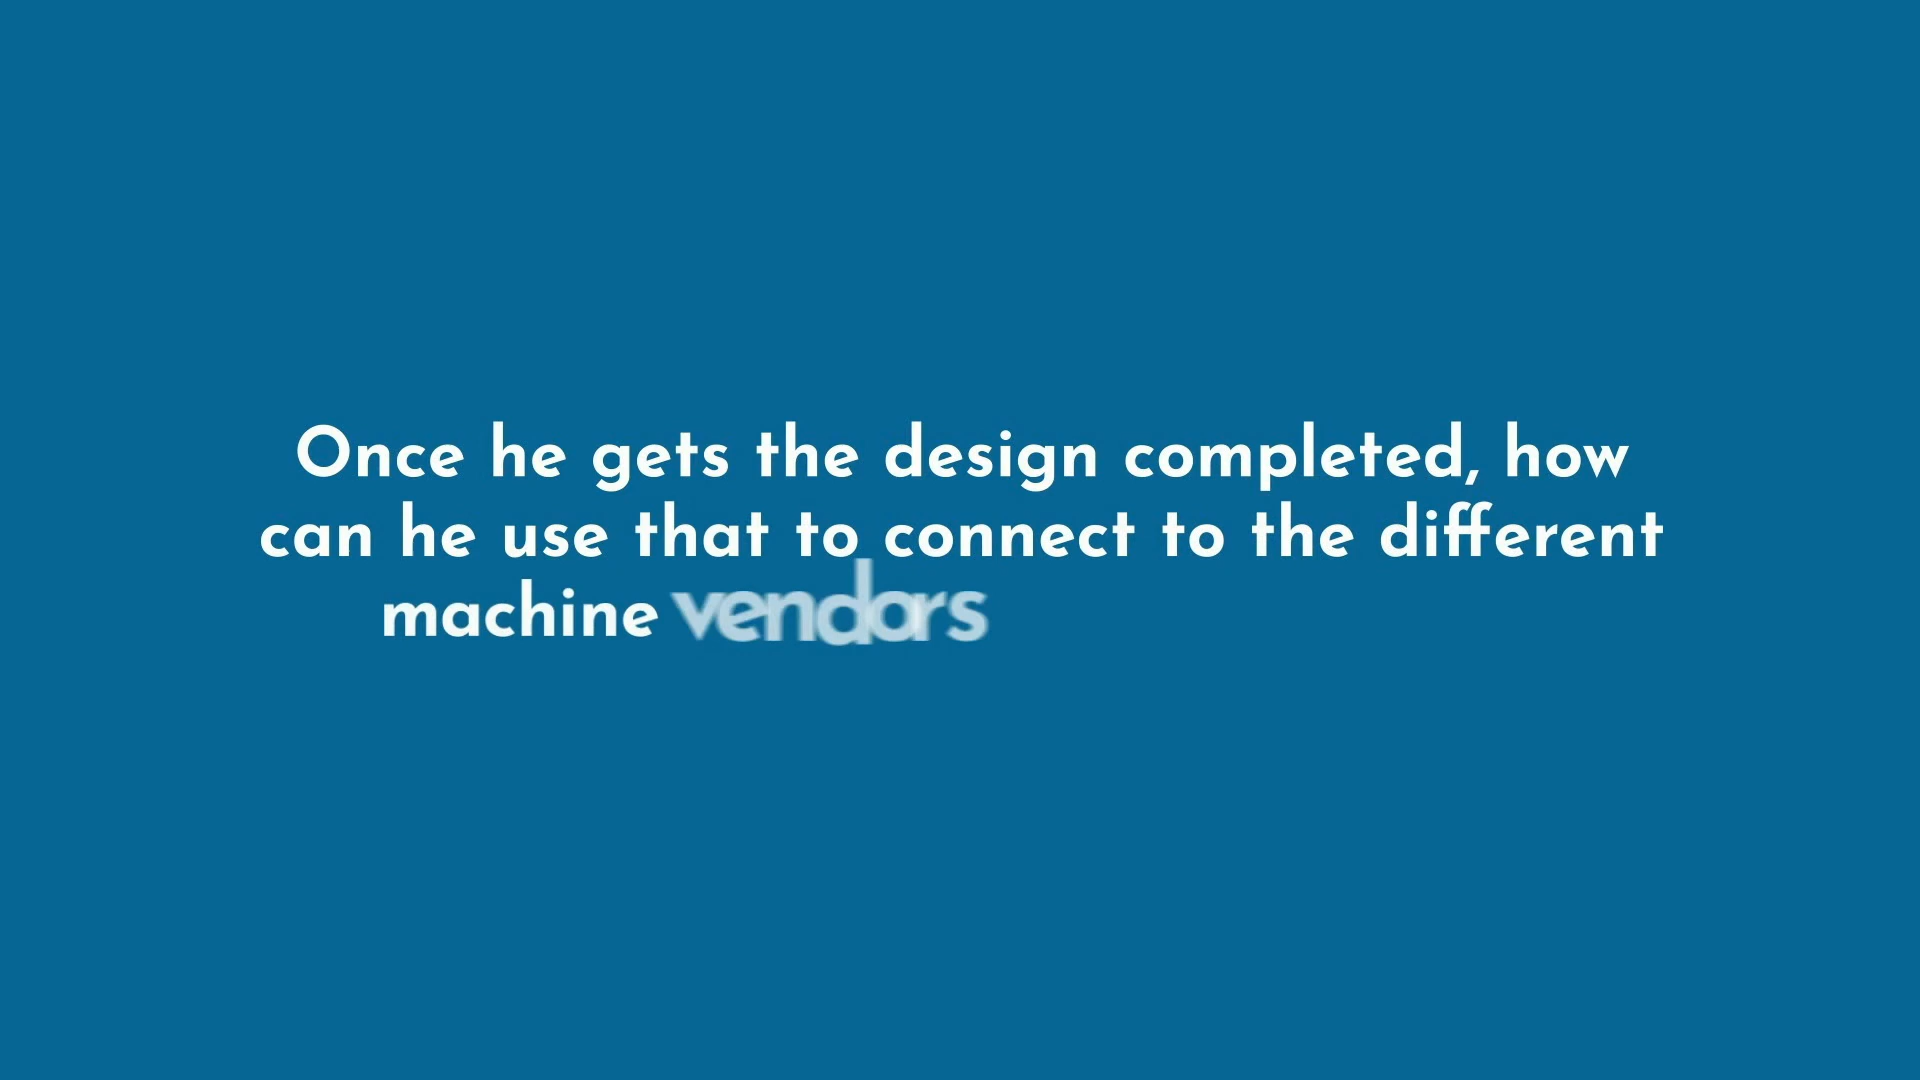 Once he gets the design completed, how
can he use that to connect to the different
machine vendors